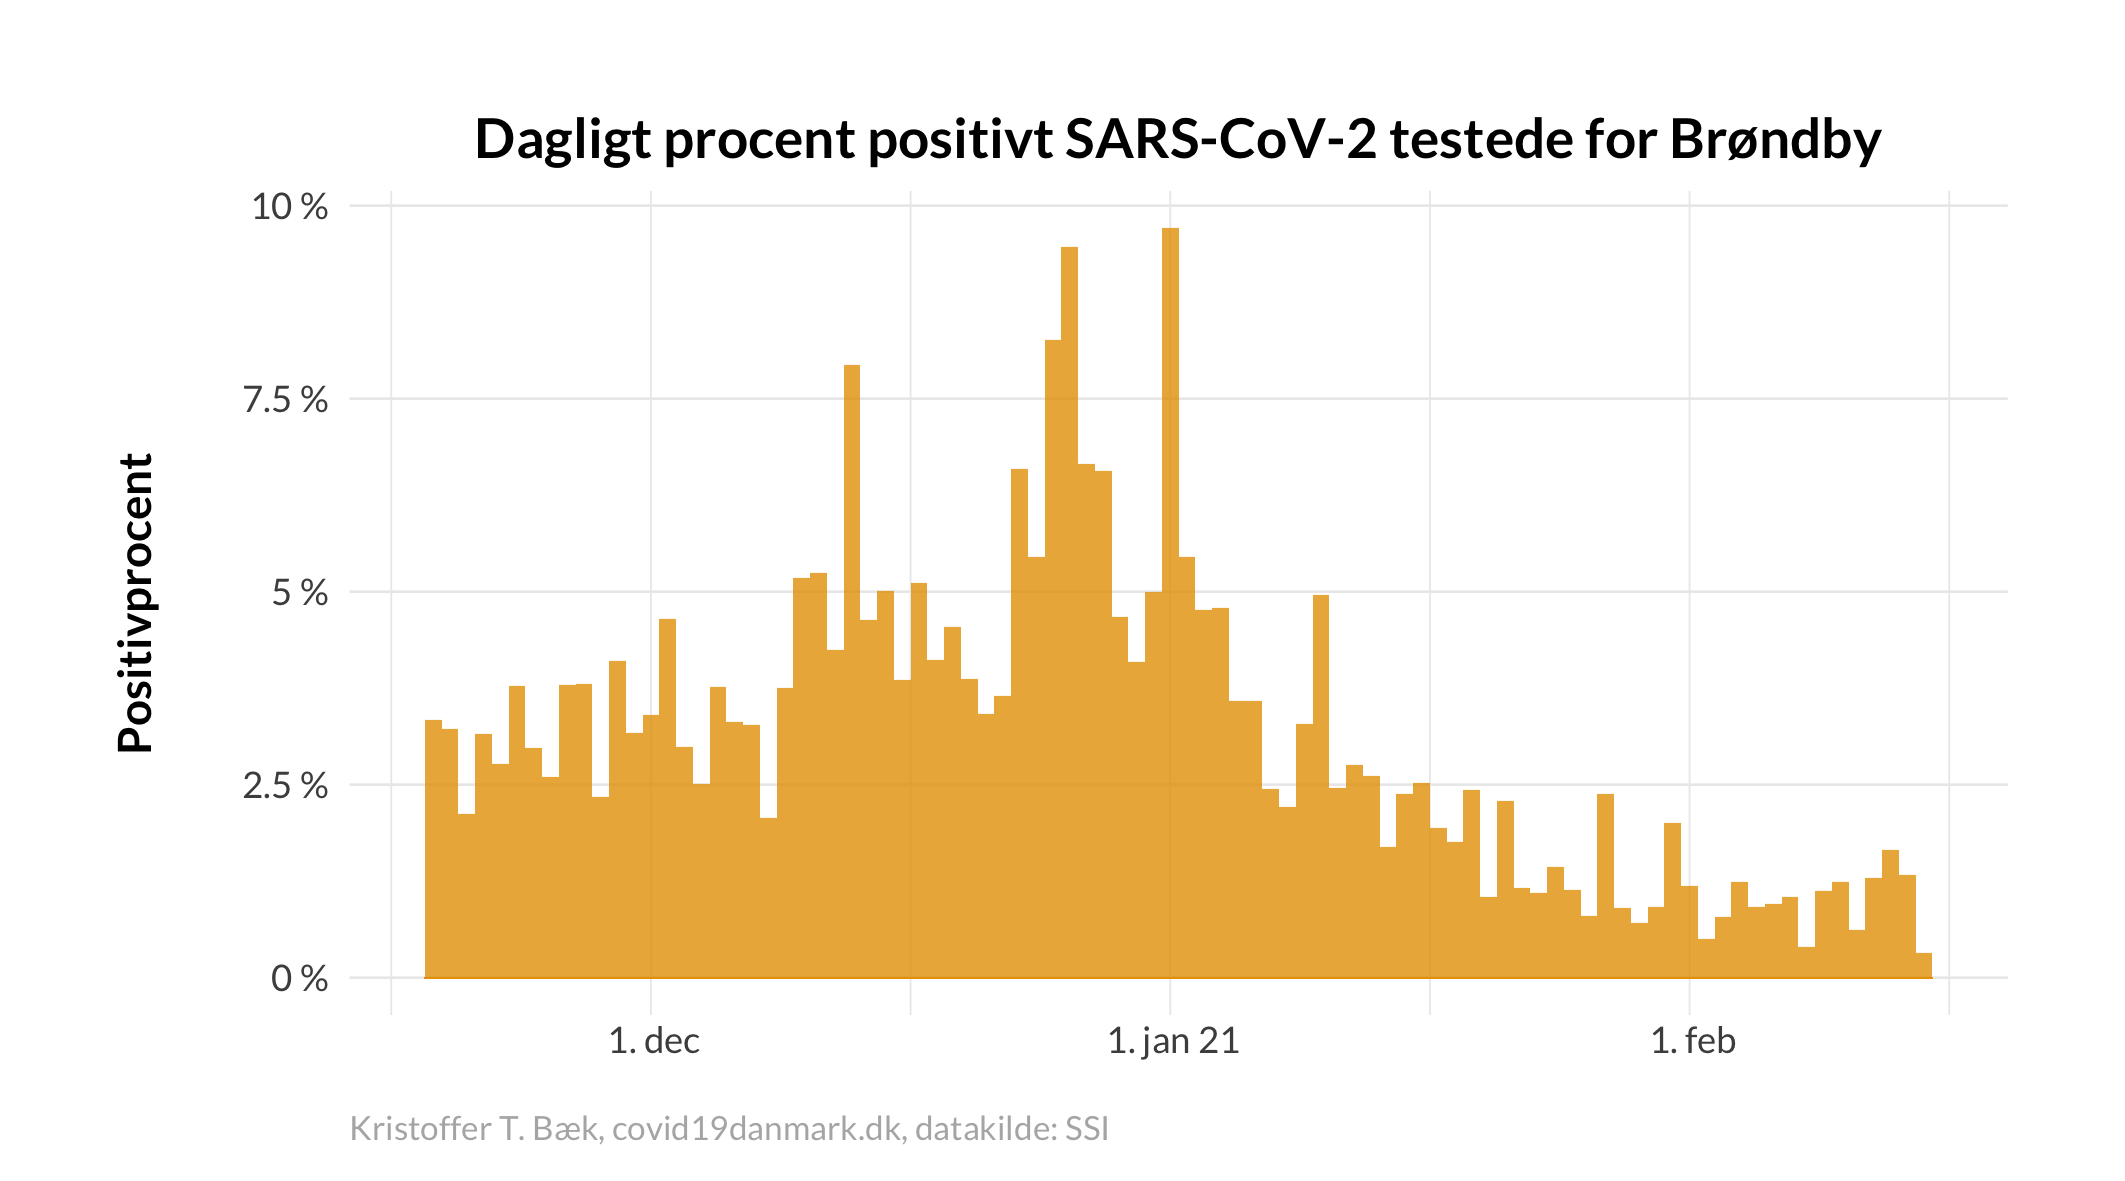 Dagligt procent positivt SARS-CoV-2 testede for Brøndby
Positivprocent
10 %
7.5 %
5 %
2.5 %
0 %
1. dec
1. jan 21
1. feb
Kristoffer T. Bæk, covid19danmark.dk, datakilde: SSI